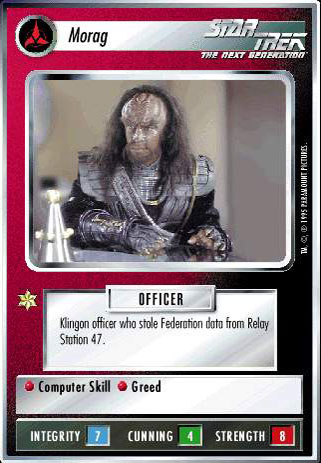 Morag
STAR TREK
THE NEXT GENERATION
TM, ©, ® 1995 PARAMOUNT PICTURES.
OFFICER
Klingon officer who stole Federation data from Relay
Station 47.
Computer Skill Greed
INTEGRITY 7 CUNNING 4 STRENGTH 8